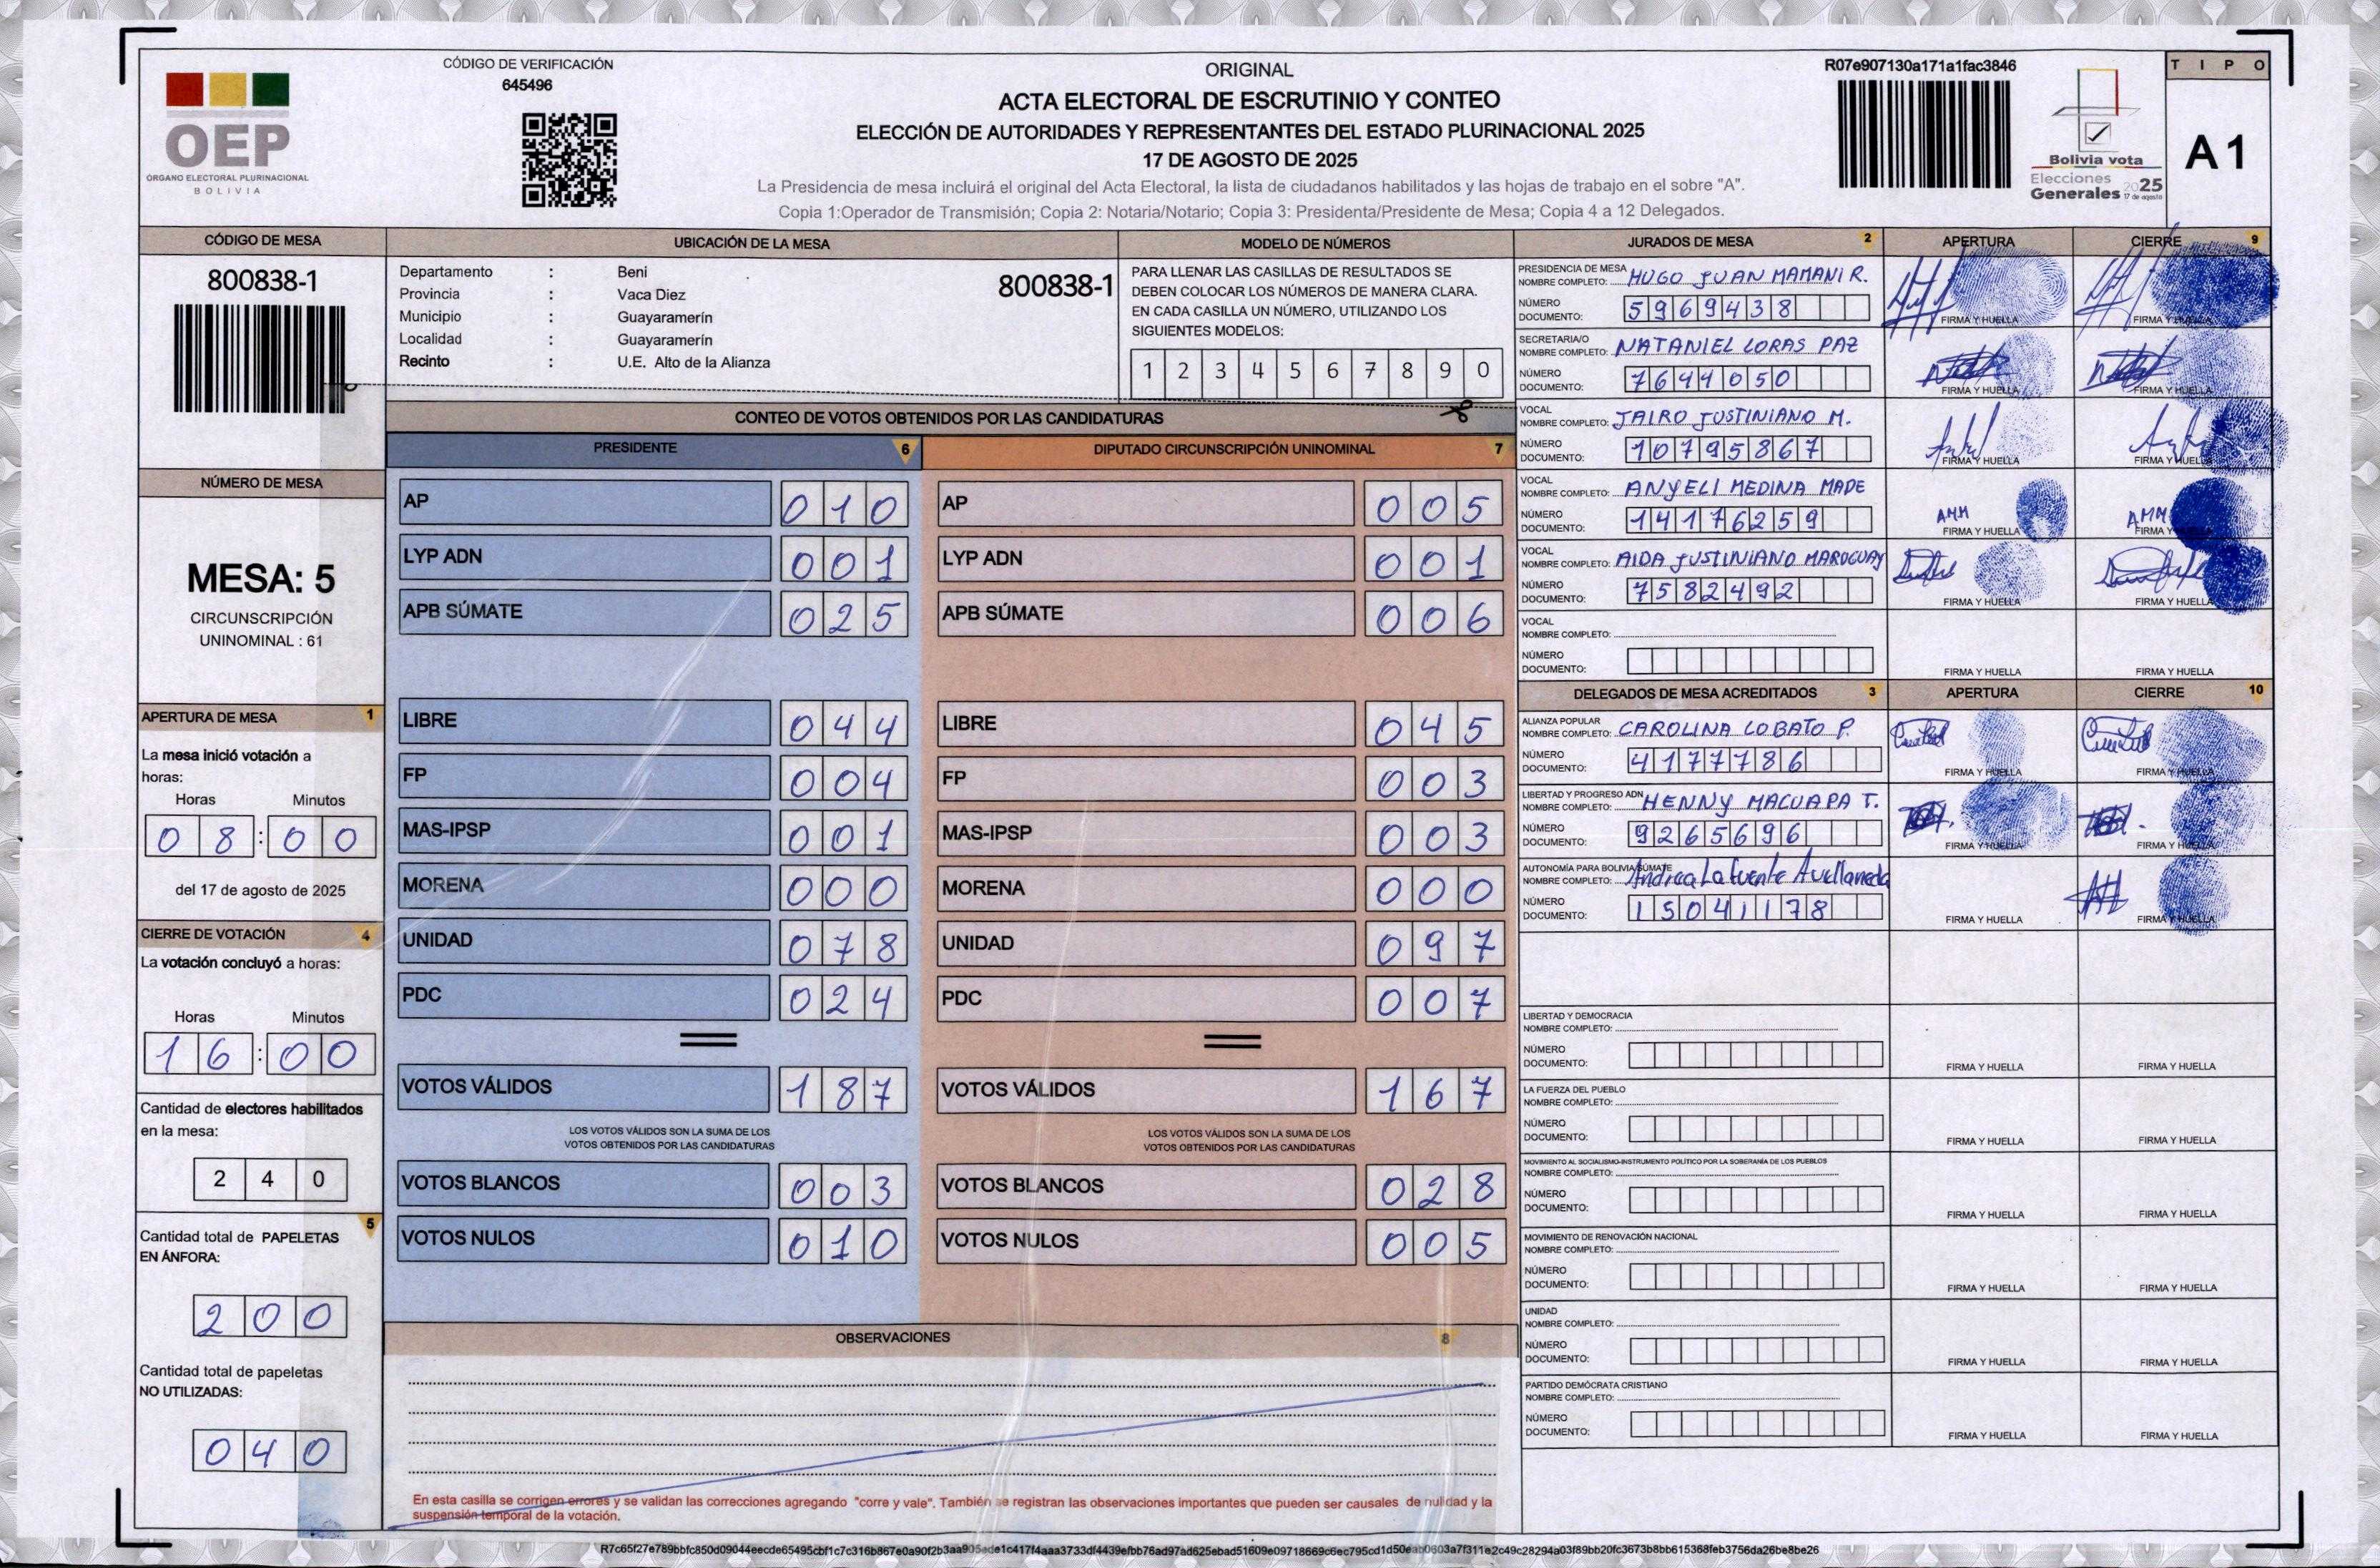 CÓDIGO DE VERIFICACIÓN
645496
OEP
ÓRGANO ELECTORAL PLURINACIONAL
BOLIVIA
ORIGINAL
ACTA ELECTORAL DE ESCRUTINIO Y CONTEO
ELECCIÓN DE AUTORIDADES Y REPRESENTANTES DEL ESTADO PLURINACIONAL 2025
17 DE AGOSTO DE 2025
La Presidencia de mesa incluirá el original del Acta Electoral, la lista de ciudadanos habilitados y las hojas de trabajo en el sobre "A".
Copia 1:Operador de Transmisión; Copia 2: Notaria/Notario; Copia 3: Presidenta/Presidente de Mesa; Copia 4 a 12 Delegados.
R07e907130a171a1fac3846
Bolivia vota
Elecciones
Generales 2025
17 de agosto
TIPO
A1
CÓDIGO DE MESA
800838-1
UBICACIÓN DE LA MESA
Departamento : Beni
Provincia : Vaca Diez
Municipio : Guayaramerín
Localidad : Guayaramerín
Recinto : U.E. Alto de la Alianza
800838-1
MODELO DE NÚMEROS
PARA LLENAR LAS CASILLAS DE RESULTADOS SE
DEBEN COLOCAR LOS NÚMEROS DE MANERA CLARA.
EN CADA CASILLA UN NÚMERO, UTILIZANDO LOS
SIGUIENTES MODELOS:
1 2 3 4 5 6 7 8 9 0
NÚMERO DE MESA
MESA: 5
CIRCUNSCRIPCIÓN
UNINOMINAL : 61
APERTURA DE MESA 1
La mesa inició votación a
horas:
Horas Minutos
08:00
del 17 de agosto de 2025
CIERRE DE VOTACIÓN 4
La votación concluyó a horas:
Horas Minutos
16:00
Cantidad de electores habilitados
en la mesa:
240
5
Cantidad total de PAPELETAS
EN ÁNFORA:
200
Cantidad total de papeletas
NO UTILIZADAS:
040
CONTEO DE VOTOS OBTENIDOS POR LAS CANDIDATURAS
PRESIDENTE 6
AP 010
LYP ADN 001
APB SÚMATE 025
LIBRE 044
FP 004
MAS-IPSP 001
MORENA 000
UNIDAD 078
PDC 024
VOTOS VÁLIDOS 187
LOS VOTOS VÁLIDOS SON LA SUMA DE LOS
VOTOS OBTENIDOS POR LAS CANDIDATURAS
VOTOS BLANCOS 003
VOTOS NULOS 010
DIPUTADO CIRCUNSCRIPCIÓN UNINOMINAL 7
AP 005
LYP ADN 001
APB SÚMATE 006
LIBRE 045
FP 003
MAS-IPSP 003
MORENA 000
UNIDAD 097
PDC 007
VOTOS VÁLIDOS 167
LOS VOTOS VÁLIDOS SON LA SUMA DE LOS
VOTOS OBTENIDOS POR LAS CANDIDATURAS
VOTOS BLANCOS 028
VOTOS NULOS 005
OBSERVACIONES 8
En esta casilla se corrigen errores y se validan las correcciones agregando "corre y vale". También se registran las observaciones importantes que pueden ser causales de nulidad y la
suspensión temporal de la votación.
JURADOS DE MESA 2 APERTURA CIERRE 9
PRESIDENCIA DE MESA
NOMBRE COMPLETO: HUGO JUAN MAMANI R.
NÚMERO
DOCUMENTO: 5969438
FIRMA Y HUELLA FIRMA Y HUELLA
SECRETARIA/O
NOMBRE COMPLETO: NATANIEL LORAS PAZ
NÚMERO
DOCUMENTO: 7644050
FIRMA Y HUELLA FIRMA Y HUELLA
VOCAL
NOMBRE COMPLETO: JAIRO JUSTINIANO M.
NÚMERO
DOCUMENTO: 10795867
FIRMA Y HUELLA FIRMA Y HUELLA
VOCAL
NOMBRE COMPLETO: ANYELI MEDINA MADE
NÚMERO
DOCUMENTO: 14176259
AMM AMM
FIRMA Y HUELLA FIRMA Y
VOCAL
NOMBRE COMPLETO: AIDA JUSTINIANO MAROGUAY
NÚMERO
DOCUMENTO: 7582492
FIRMA Y HUELLA FIRMA Y HUELLA
VOCAL
NOMBRE COMPLETO:
NÚMERO
DOCUMENTO:
FIRMA Y HUELLA FIRMA Y HUELLA
DELEGADOS DE MESA ACREDITADOS 3 APERTURA CIERRE 10
ALIANZA POPULAR
NOMBRE COMPLETO: CAROLINA LOBATO P.
NÚMERO
DOCUMENTO: 4177786
FIRMA Y HUELLA FIRMA Y HUELLA
LIBERTAD Y PROGRESO ADN
NOMBRE COMPLETO: HENNY MACUAPA T.
NÚMERO
DOCUMENTO: 9265696
FIRMA Y HUELLA FIRMA Y HUELLA
AUTONOMÍA PARA BOLIVIA SÚMATE
NOMBRE COMPLETO: Andrea Lafuente Avellaneda
NÚMERO
DOCUMENTO: 15041178
FIRMA Y HUELLA FIRMA Y HUELLA
LIBERTAD Y DEMOCRACIA
NOMBRE COMPLETO:
NÚMERO
DOCUMENTO:
FIRMA Y HUELLA FIRMA Y HUELLA
LA FUERZA DEL PUEBLO
NOMBRE COMPLETO:
NÚMERO
DOCUMENTO:
FIRMA Y HUELLA FIRMA Y HUELLA
MOVIMIENTO AL SOCIALISMO-INSTRUMENTO POLÍTICO POR LA SOBERANÍA DE LOS PUEBLOS
NOMBRE COMPLETO:
NÚMERO
DOCUMENTO:
FIRMA Y HUELLA FIRMA Y HUELLA
MOVIMIENTO DE RENOVACIÓN NACIONAL
NOMBRE COMPLETO:
NÚMERO
DOCUMENTO:
FIRMA Y HUELLA FIRMA Y HUELLA
UNIDAD
NOMBRE COMPLETO:
NÚMERO
DOCUMENTO:
FIRMA Y HUELLA FIRMA Y HUELLA
PARTIDO DEMÓCRATA CRISTIANO
NOMBRE COMPLETO:
NÚMERO
DOCUMENTO:
FIRMA Y HUELLA FIRMA Y HUELLA